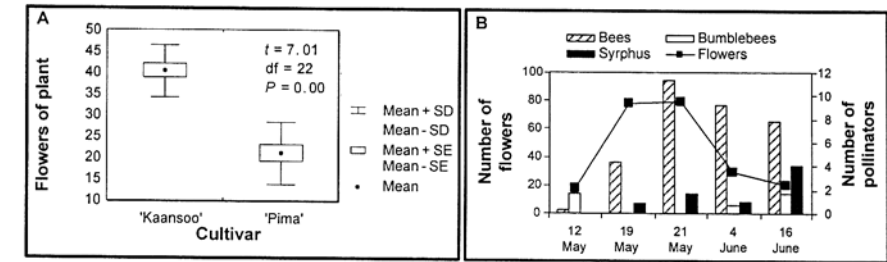 A
50
45
40
35
30
25
20
15
10
Flowers of plant
t = 7.01
df = 22
P = 0.00
'Kaansoo' 'Pima'
Cultivar
Mean + SD
Mean - SD
Mean + SE
Mean - SE
Mean
B
Bees Bumblebees
Syrphus Flowers
100
80
60
40
20
0
Number of
flowers
12
10
8
6
4
2
0
Number of
pollinators
12 19 21 4 16
May May May June June